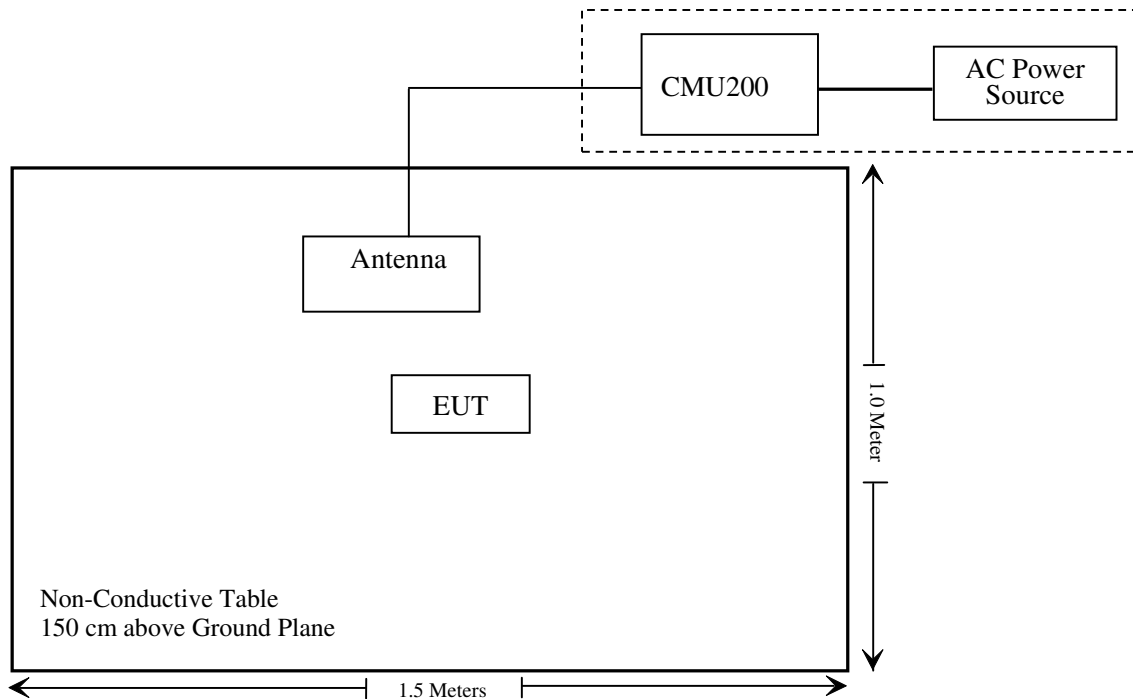 CMU200
AC Power
Source
Antenna
EUT
1.0 Meter
Non-Conductive Table
150 cm above Ground Plane
1.5 Meters